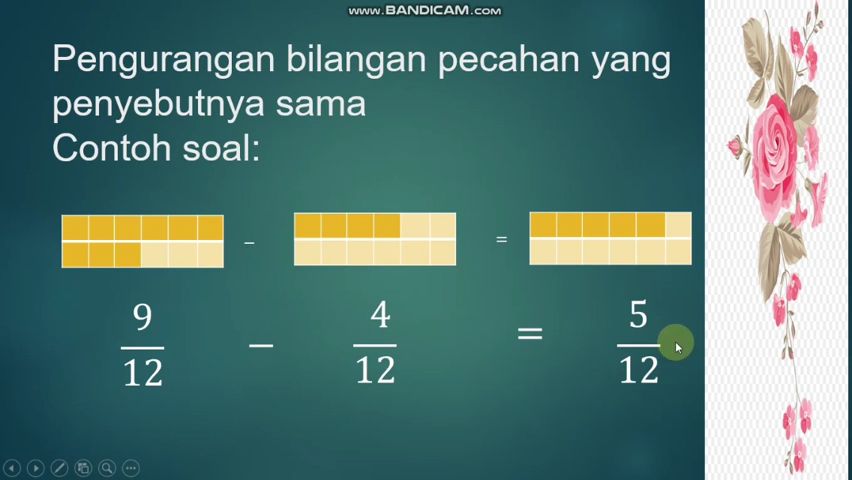 www.BANDICAM.com
Pengurangan bilangan pecahan yang
penyebutnya sama
Contoh soal:
– =
9/12 – 4/12 = 5/12